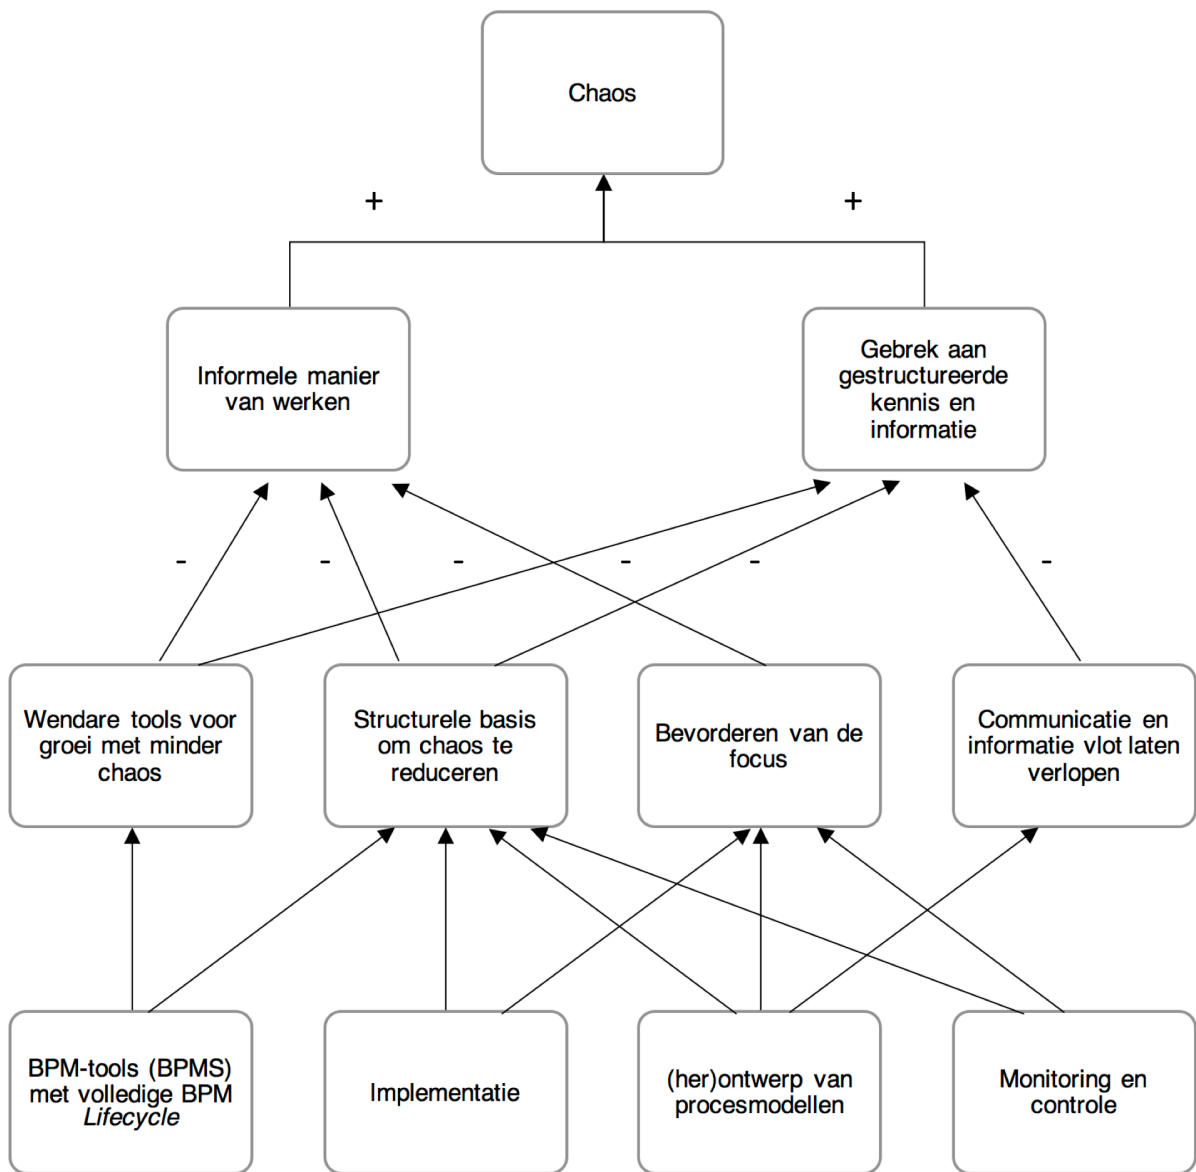 Chaos
+
+
Informele manier
van werken
Gebrek aan
gestructureerde
kennis en
informatie
-
-
-
-
-
-
Wendare tools voor
groei met minder
chaos
Structurele basis
om chaos te
reduceren
Bevorderen van de
focus
Communicatie en
informatie vlot laten
verlopen
BPM-tools (BPMS)
met volledige BPM
Lifecycle
Implementatie
(her)ontwerp van
procesmodellen
Monitoring en
controle